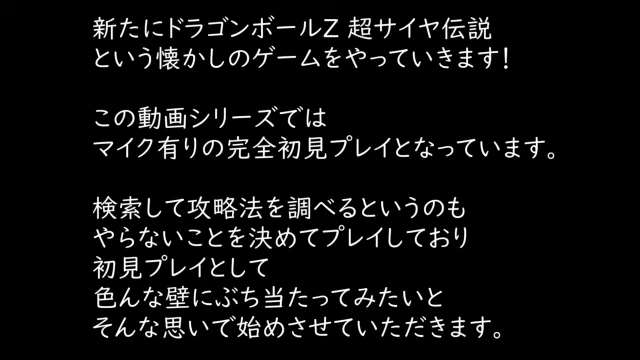 新たにドラゴンボールZ 超サイヤ伝説
という懐かしのゲームをやっていきます!
この動画シリーズでは
マイク有りの完全初見プレイとなっています。
検索して攻略法を調べるというのも
やらないことを決めてプレイしており
初見プレイとして
色んな壁にぶち当たってみたいと
そんな思いで始めさせていただきます。